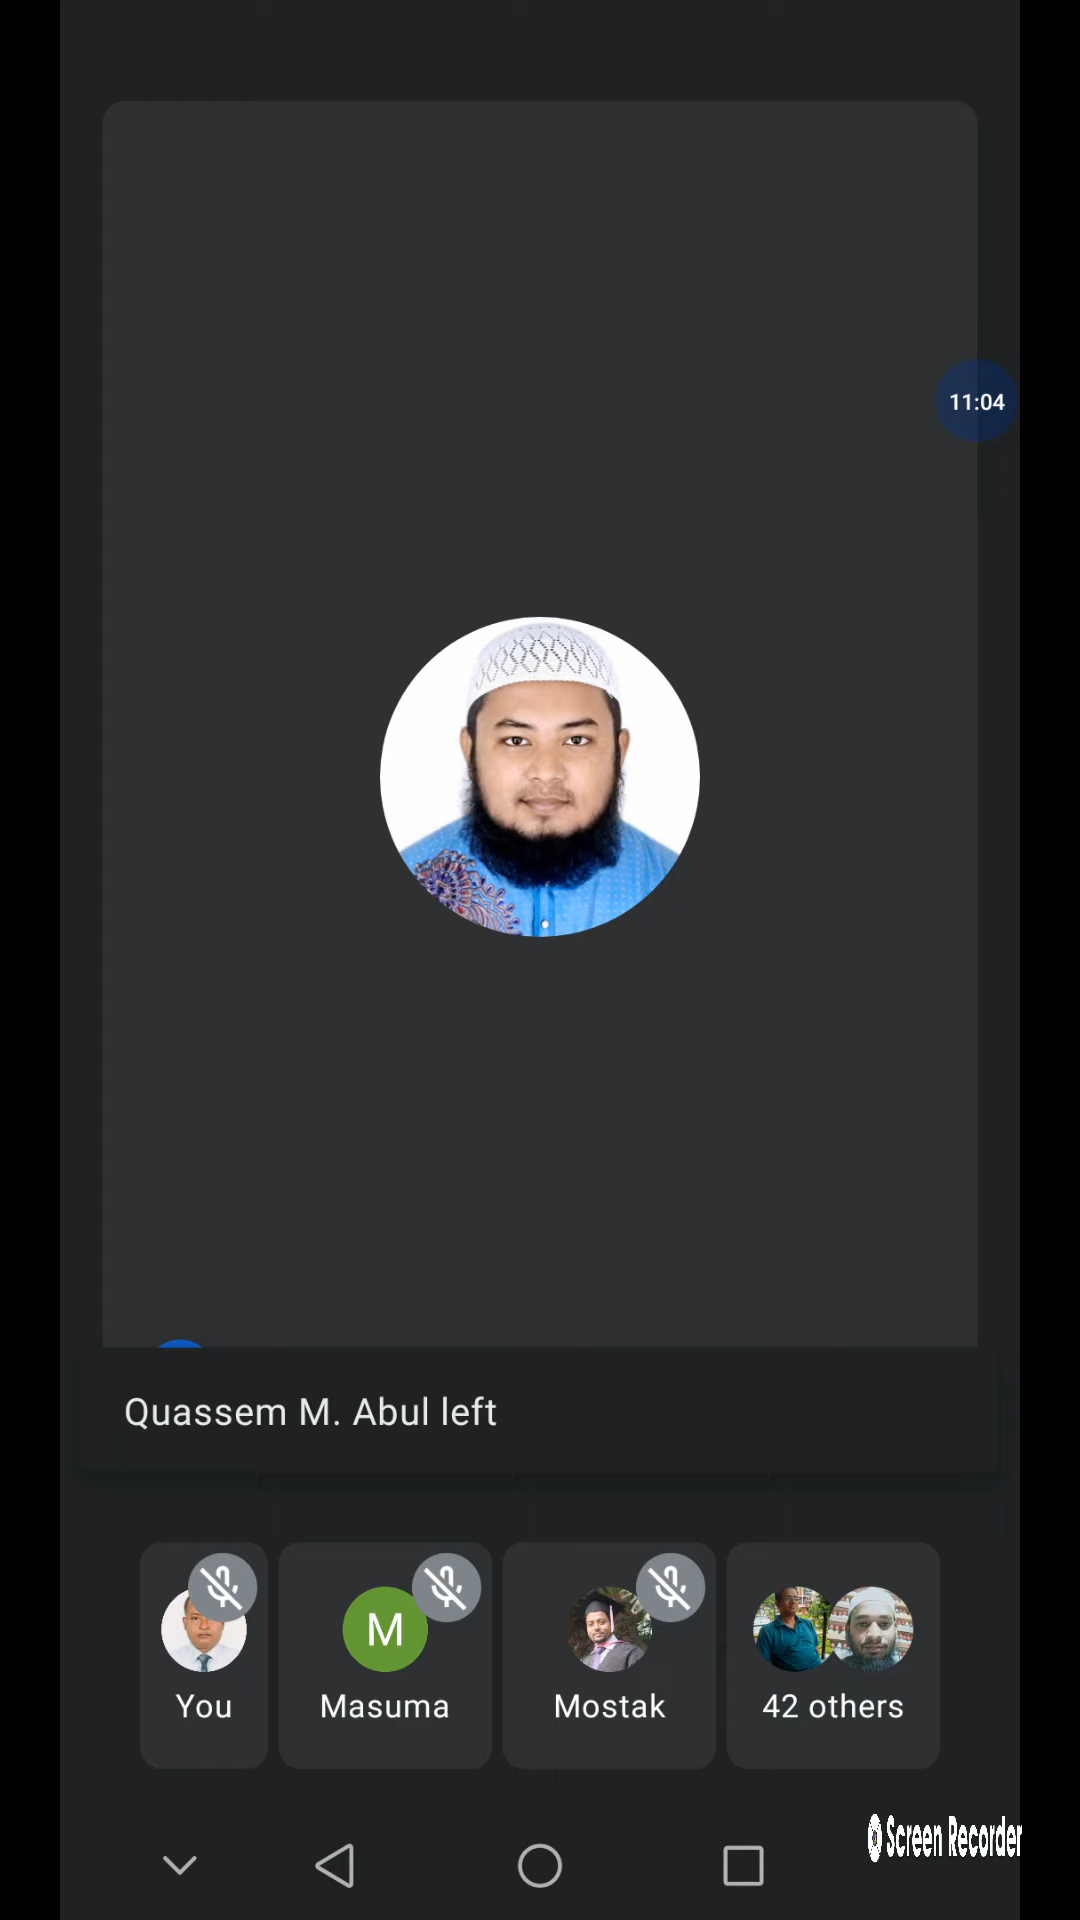 11:04
Quassem M. Abul left
M
You
Masuma
Mostak
42 others
Screen Recorder